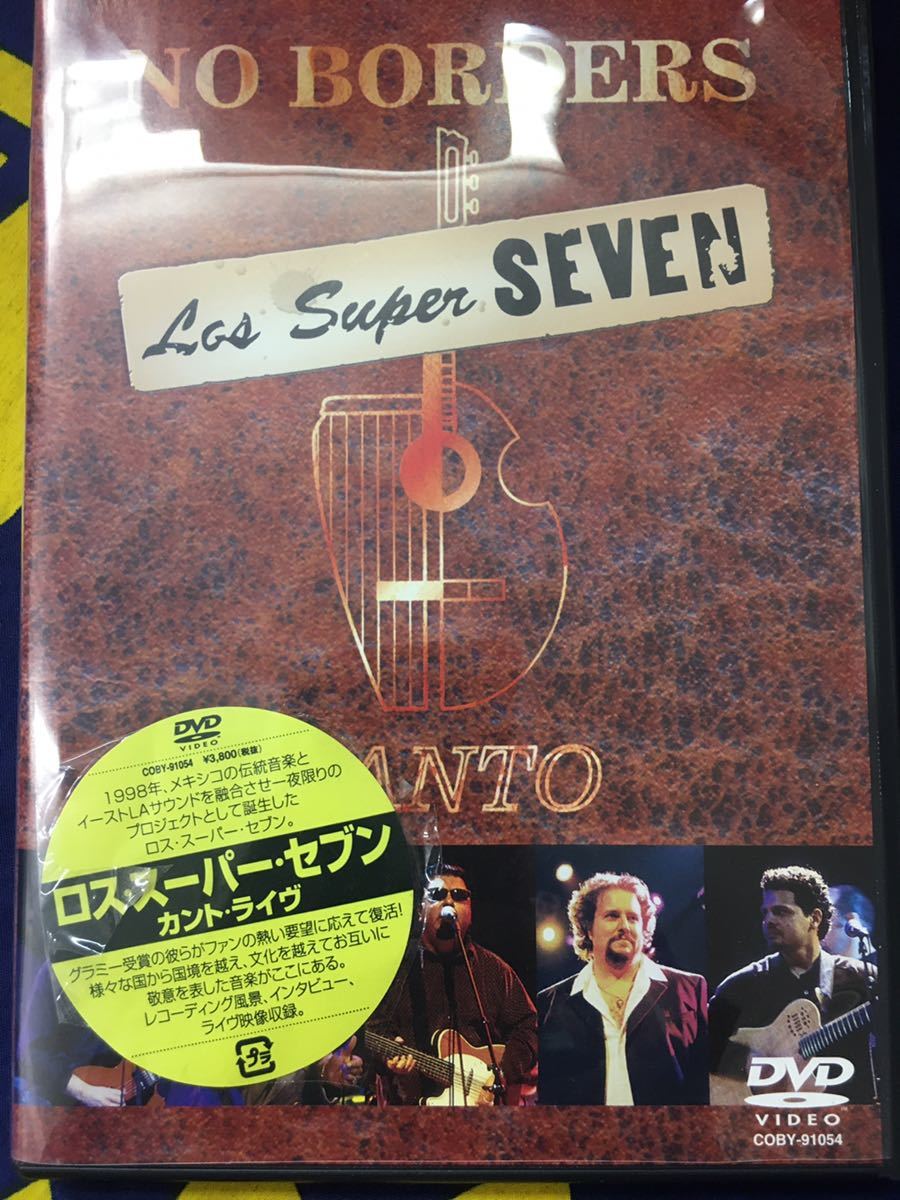 NO BORDERS
Los Super SEVEN
ANTO
DVD
VIDEO
COBY-91054 ¥3,800(税抜)
1998年、メキシコの伝統音楽と
イーストLAサウンドを融合させ一夜限りの
プロジェクトとして誕生した
ロス・スーパー・セブン。
ロス・スーパー・セブン
カント・ライヴ
グラミー受賞の彼らがファンの熱い要望に応えて復活!
様々な国から国境を越え、文化を越えてお互いに
敬意を表した音楽がここにある。
レコーディング風景、インタビュー、
ライヴ映像収録。
プラ
DVD
VIDEO
COBY-91054